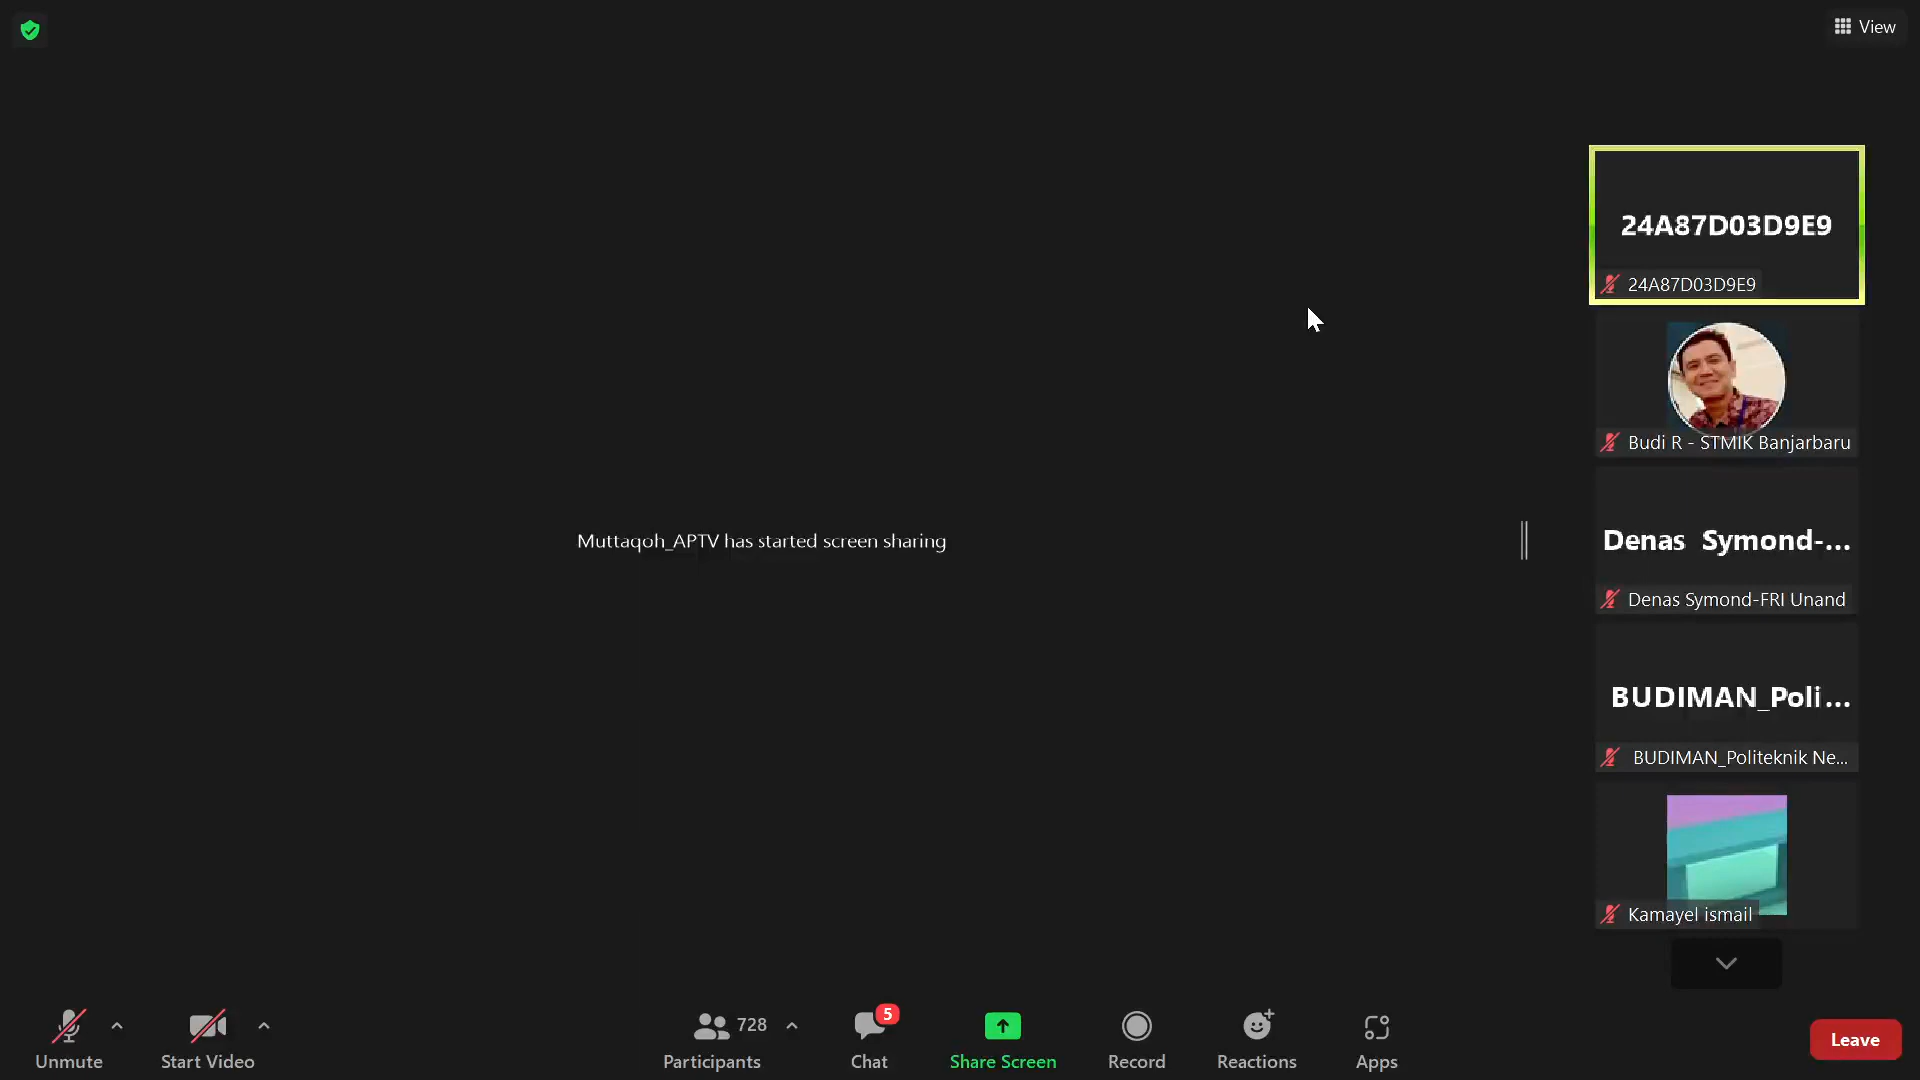 View
24A87D03D9E9
24A87D03D9E9
Budi R - STMIK Banjarbaru
Muttaqoh_APTV has started screen sharing
Denas Symond-...
Denas Symond-FRI Unand
BUDIMAN_Poli...
BUDIMAN_Politeknik Ne...
Kamayel ismail
Unmute
Start Video
728
Participants
5
Chat
Share Screen
Record
Reactions
Apps
Leave